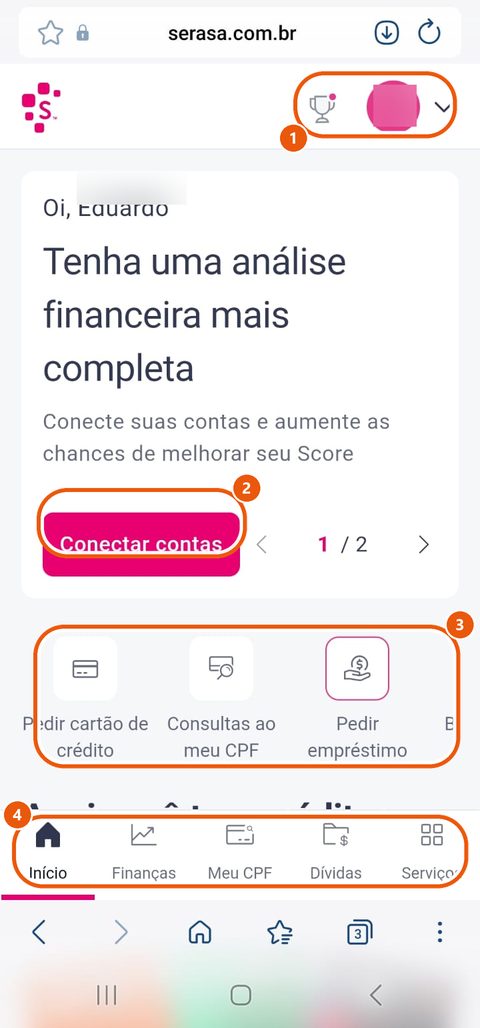 serasa.com.br
S
1
Oi, Eduardo
Tenha uma análise
financeira mais
completa
Conecte suas contas e aumente as
chances de melhorar seu Score
2
Conectar contas
1 / 2
3
Pedir cartão de
crédito
Consultas ao
meu CPF
Pedir
empréstimo
4
Início
Finanças
Meu CPF
Dívidas
Serviços
3